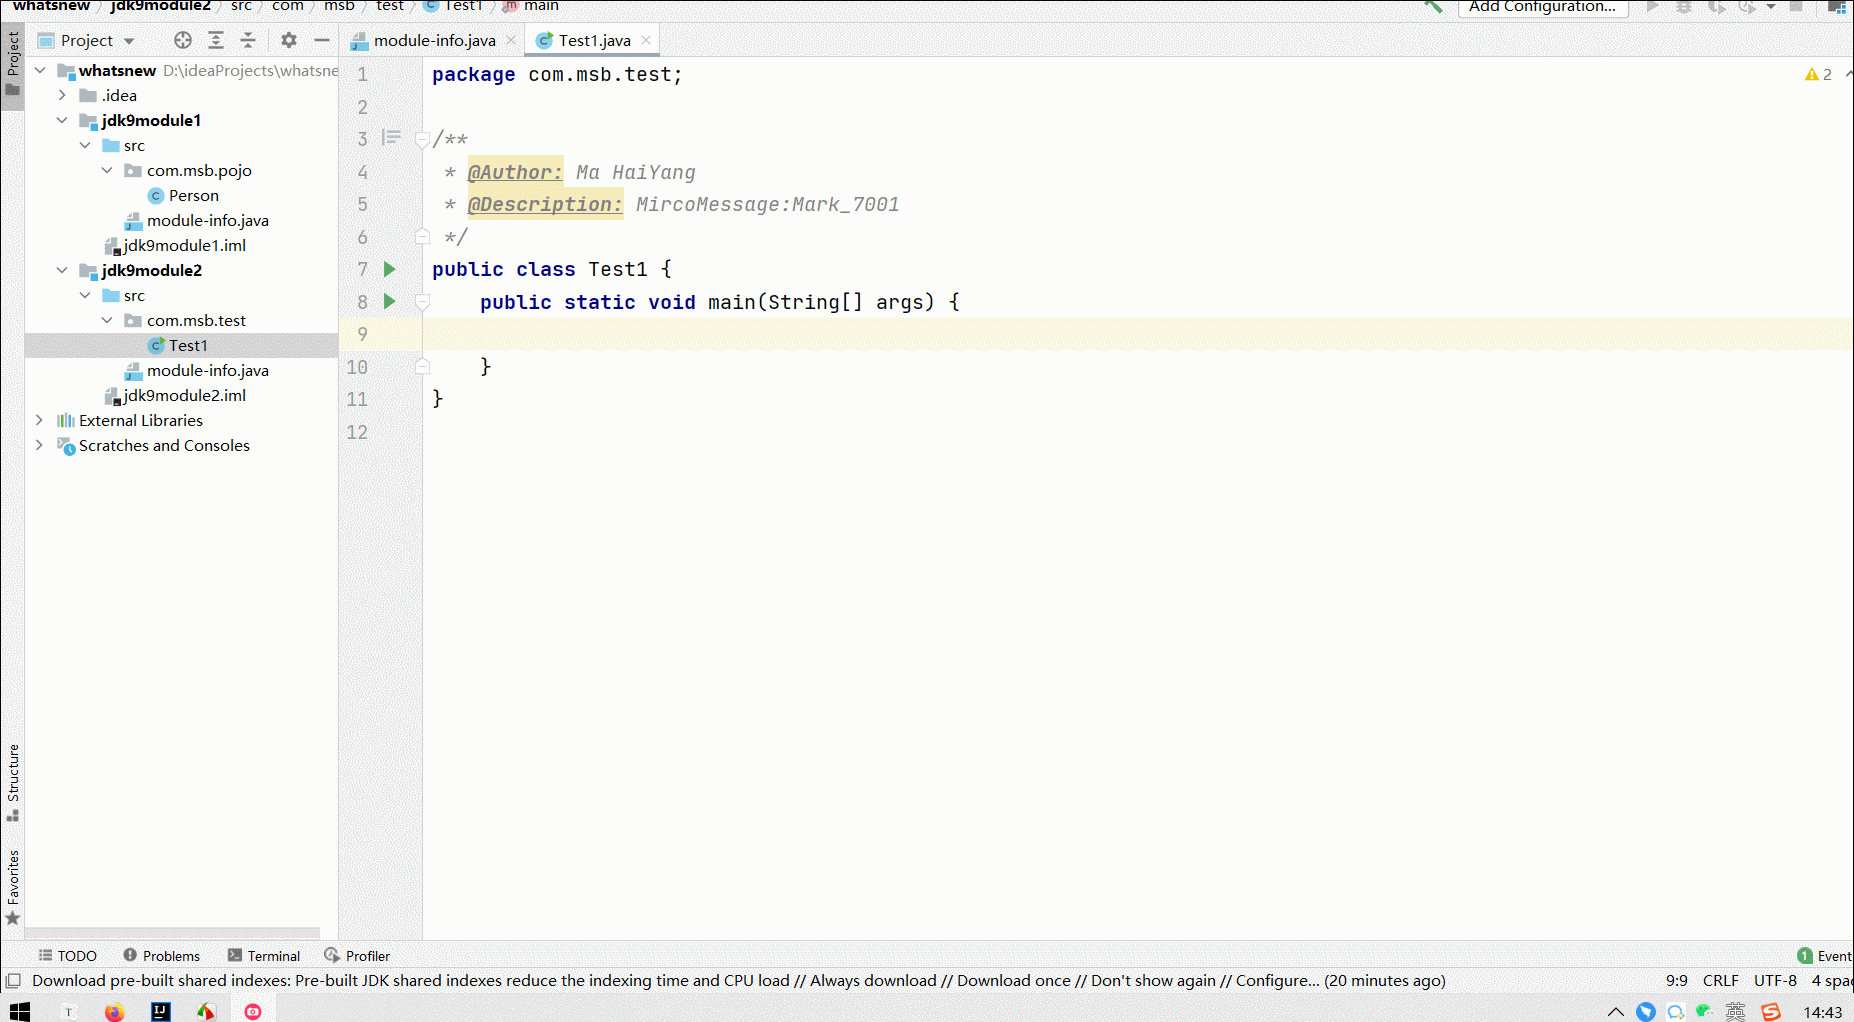 whatsnew jdk9module2 src com msb test Test1 main
Add Configuration...
Project
Project
module-info.java
Test1.java
whatsnew D:\ideaProjects\whatsne
.idea
jdk9module1
src
com.msb.pojo
Person
module-info.java
jdk9module1.iml
jdk9module2
src
com.msb.test
Test1
module-info.java
jdk9module2.iml
External Libraries
Scratches and Consoles
1 package com.msb.test;
2
3 /**
4 * @Author: Ma HaiYang
5 * @Description: MircoMessage:Mark_7001
6 */
7 public class Test1 {
8 public static void main(String[] args) {
9
10 }
11 }
12
2
Structure
Favorites
TODO Problems Terminal Profiler
1 Event
Download pre-built shared indexes: Pre-built JDK shared indexes reduce the indexing time and CPU load // Always download // Download once // Don't show again // Configure... (20 minutes ago)
9:9 CRLF UTF-8 4 spac
英
14:43